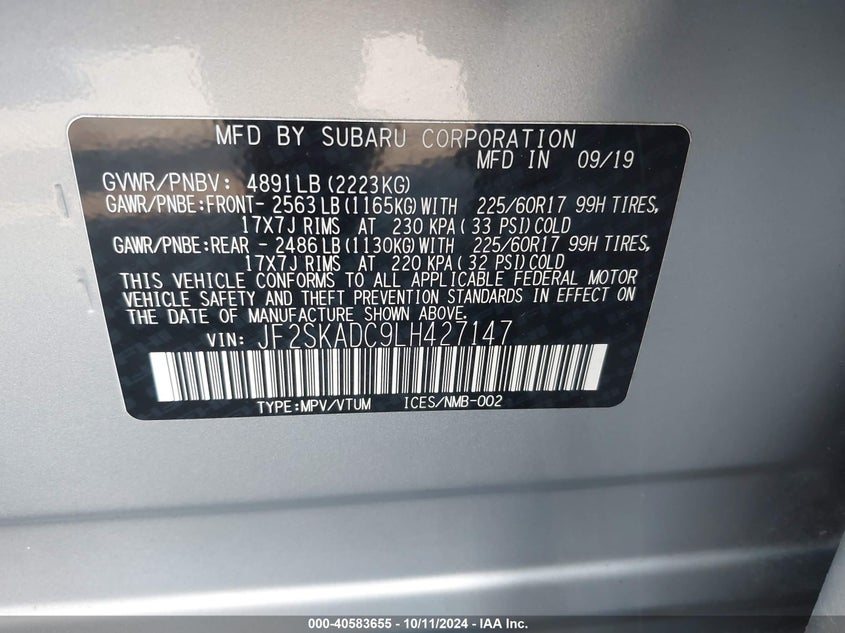 MFD BY SUBARU CORPORATION
MFD IN 09/19
GVWR/PNBV: 4891LB (2223KG)
GAWR/PNBE:FRONT- 2563LB(1165KG)WITH 225/60R17 99H TIRES,
17X7J RIMS AT 230 KPA(33 PSI)COLD
GAWR/PNBE:REAR - 2486LB(1130KG)WITH 225/60R17 99H TIRES,
17X7J RIMS AT 220 KPA(32 PSI)COLD
THIS VEHICLE CONFORMS TO ALL APPLICABLE FEDERAL MOTOR
VEHICLE SAFETY AND THEFT PREVENTION STANDARDS IN EFFECT ON
THE DATE OF MANUFACTURE SHOWN ABOVE.
VIN: JF2SKADC9LH427147
TYPE:MPV/VTUM ICES/NMB-002
000-40583655 - 10/11/2024 - IAA Inc.